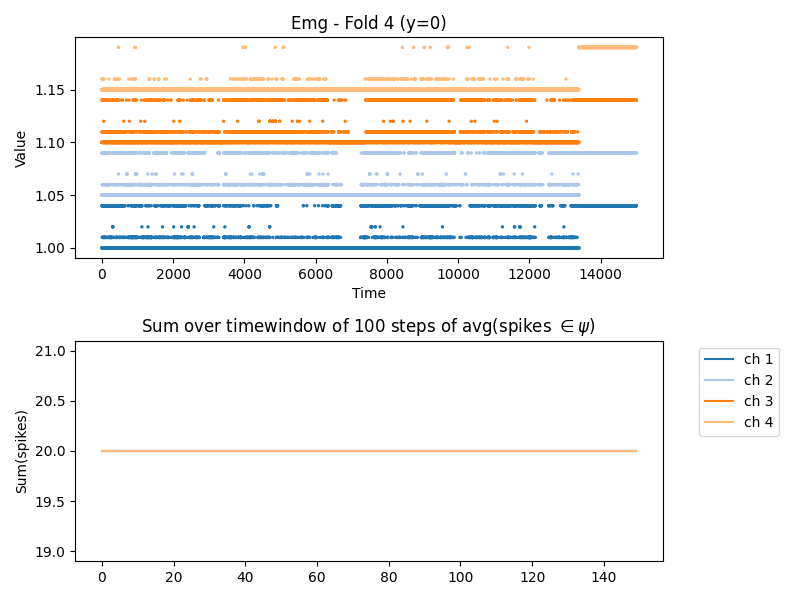 Emg - Fold 4 (y=0)
Value
1.15
1.10
1.05
1.00
0 2000 4000 6000 8000 10000 12000 14000
Time
Sum over timewindow of 100 steps of avg(spikes ∈ψ)
Sum(spikes)
21.0
20.5
20.0
19.5
19.0
0 20 40 60 80 100 120 140
ch 1
ch 2
ch 3
ch 4